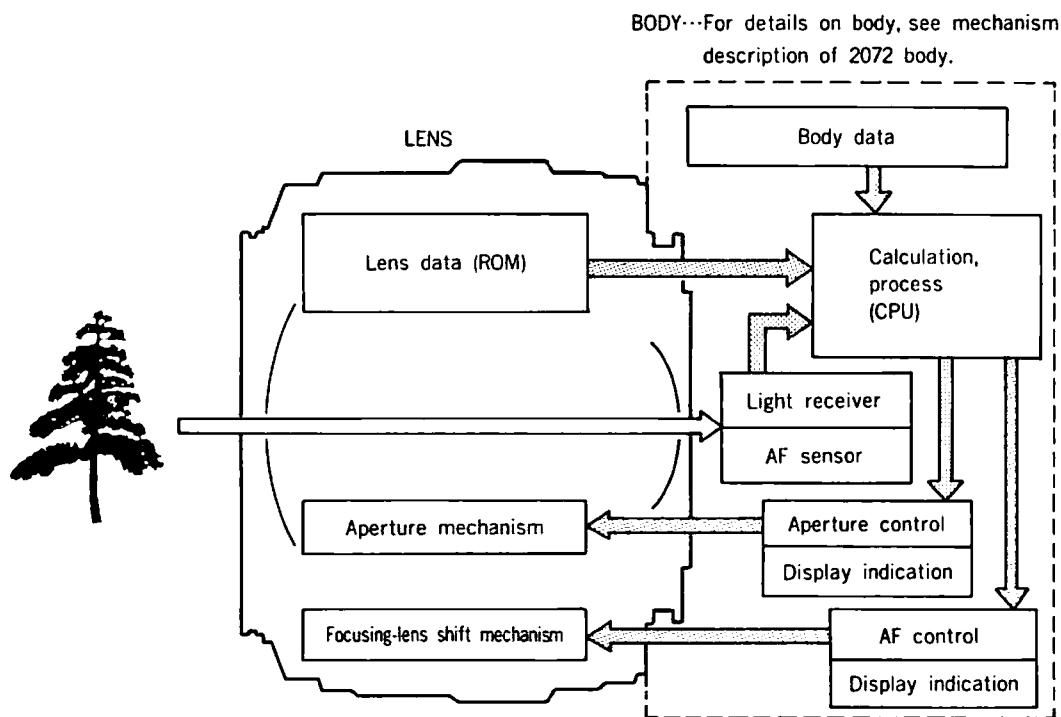 BODY···For details on body, see mechanism
description of 2072 body.
LENS
Body data
Lens data (ROM)
Calculation,
process
(CPU)
Light receiver
AF sensor
Aperture mechanism
Aperture control
Display indication
Focusing-lens shift mechanism
AF control
Display indication